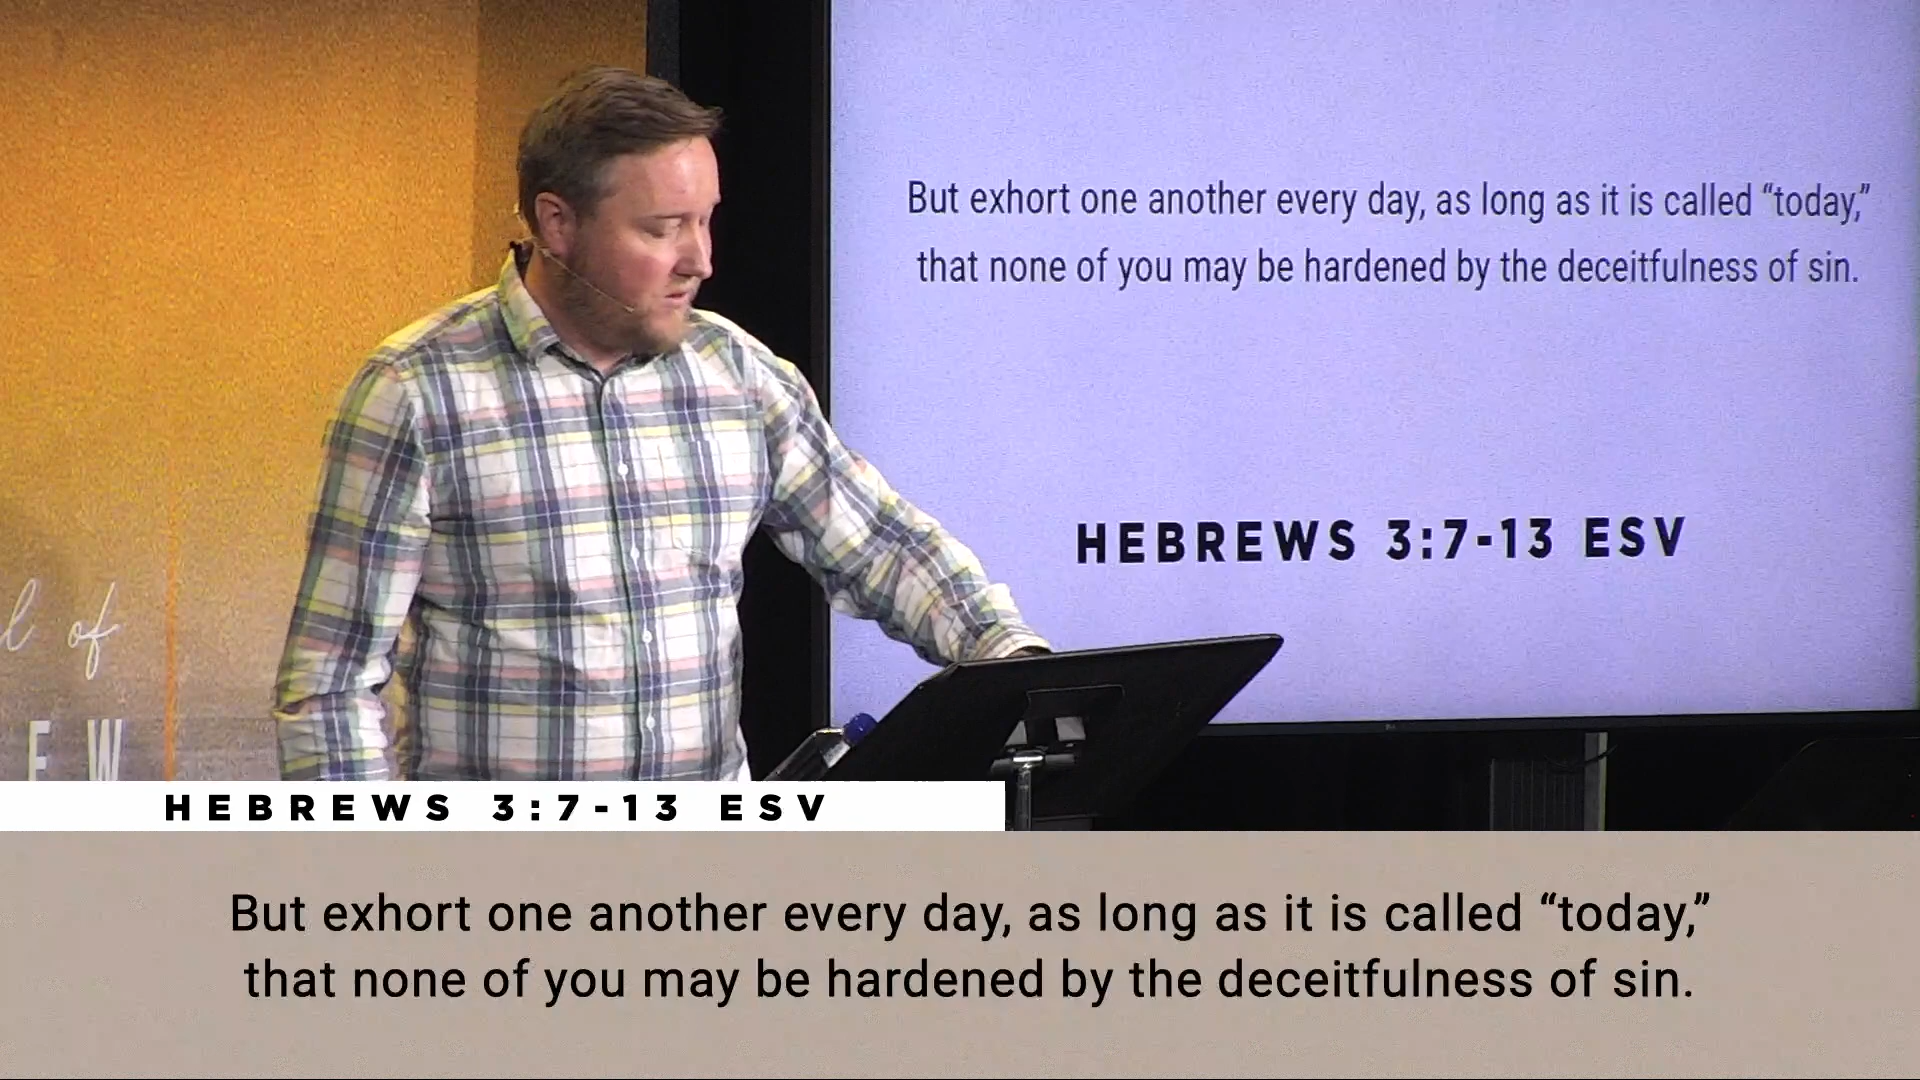 But exhort one another every day, as long as it is called “today,”
that none of you may be hardened by the deceitfulness of sin.
HEBREWS 3:7-13 ESV
l of
EW
HEBREWS 3:7-13 ESV
But exhort one another every day, as long as it is called “today,”
that none of you may be hardened by the deceitfulness of sin.